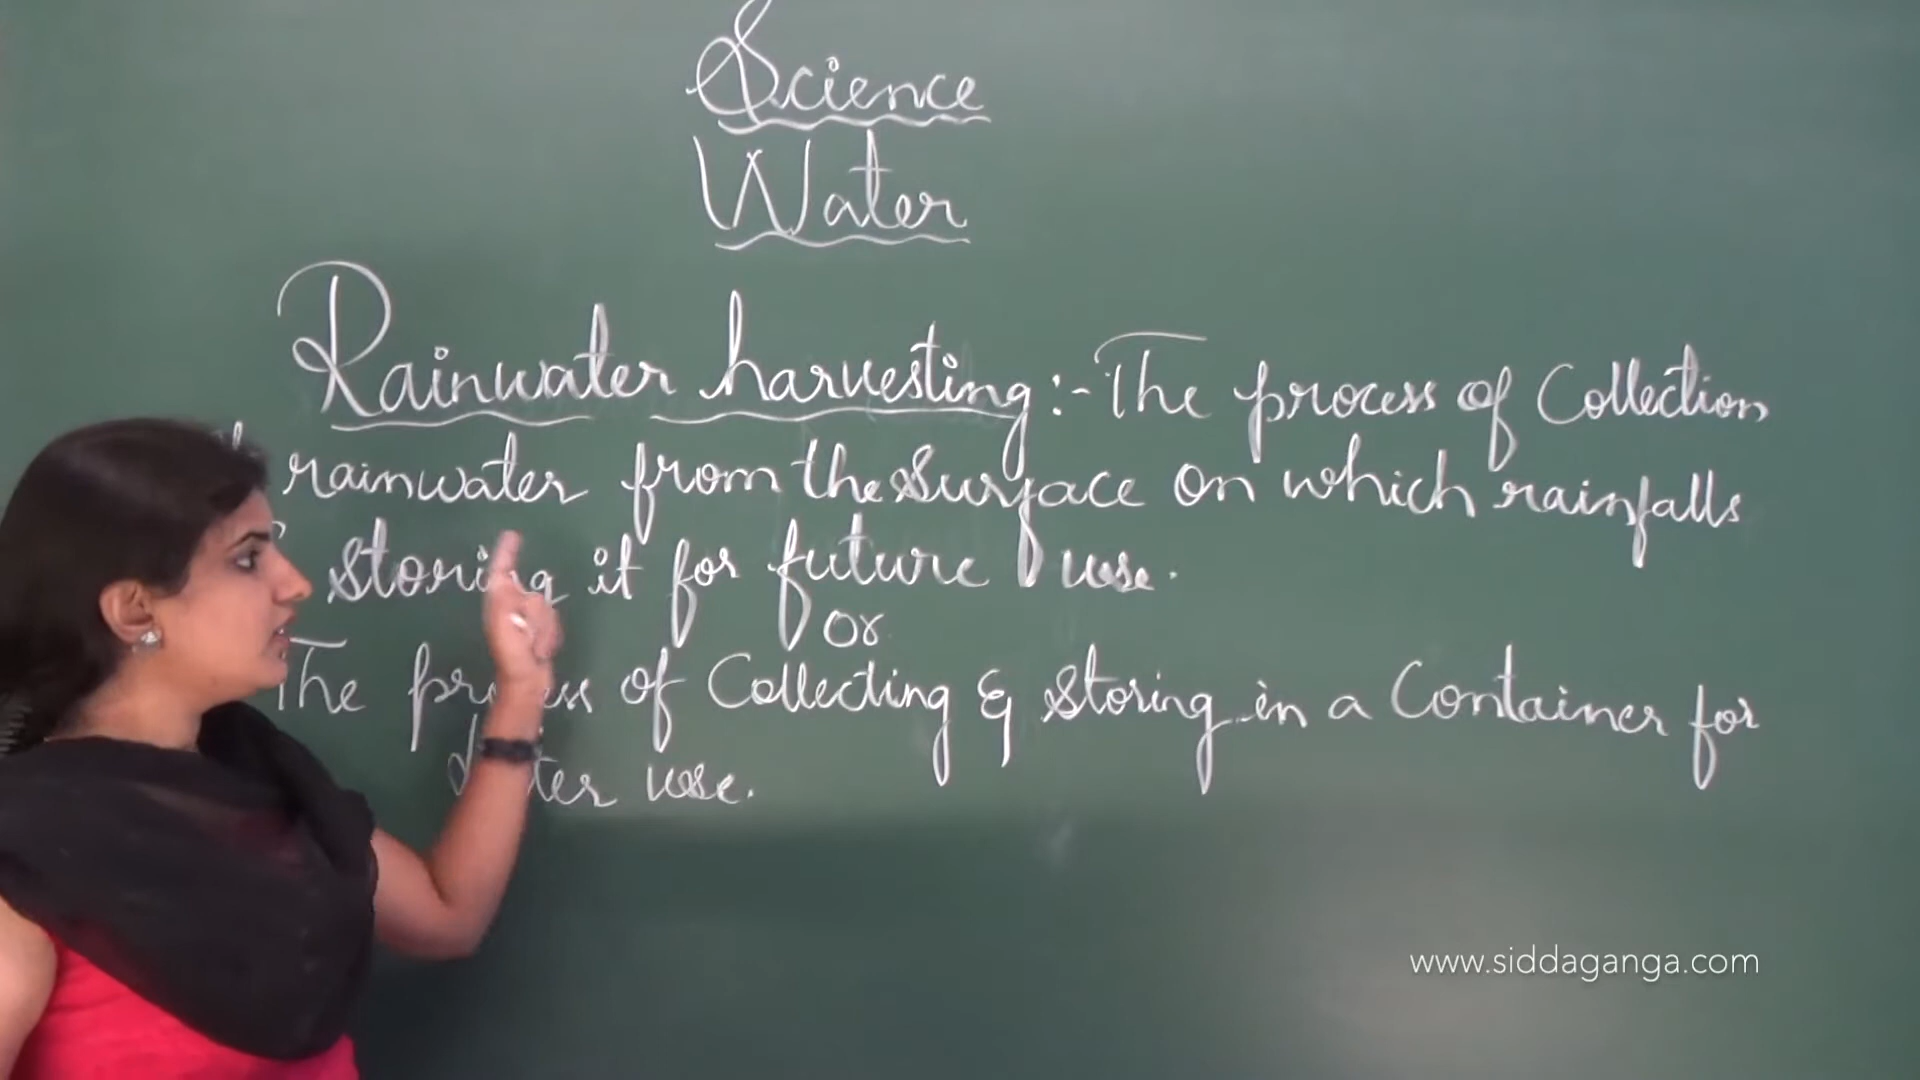 Science
Water
Rainwater harvesting :- The process of Collection
rainwater from the surface on which rainfalls
storing it for future use.
or
The process of Collecting & storing in a Container for
later use.
www.siddaganga.com